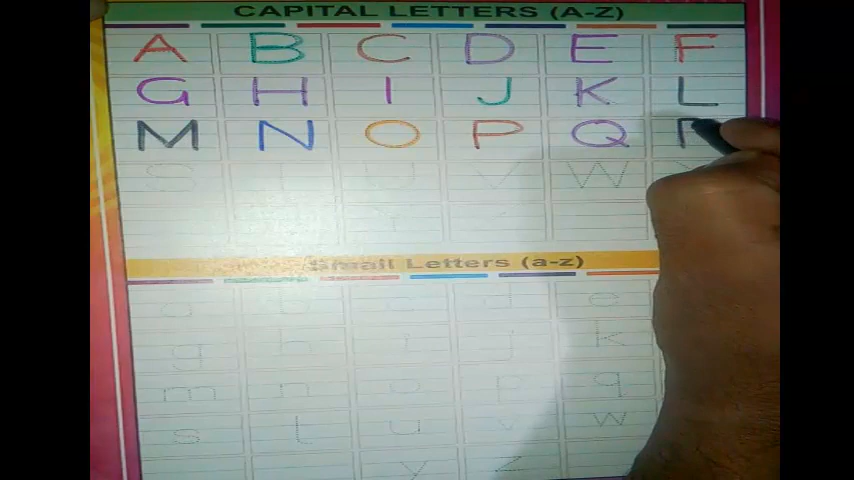 CAPITAL LETTERS (A-Z)
A B C D E F
G H I J K L
M N O P Q
S T U V W
Y
Small Letters (a-z)
a b c d e
g h i j k
m n o p q
s t u v w
y z